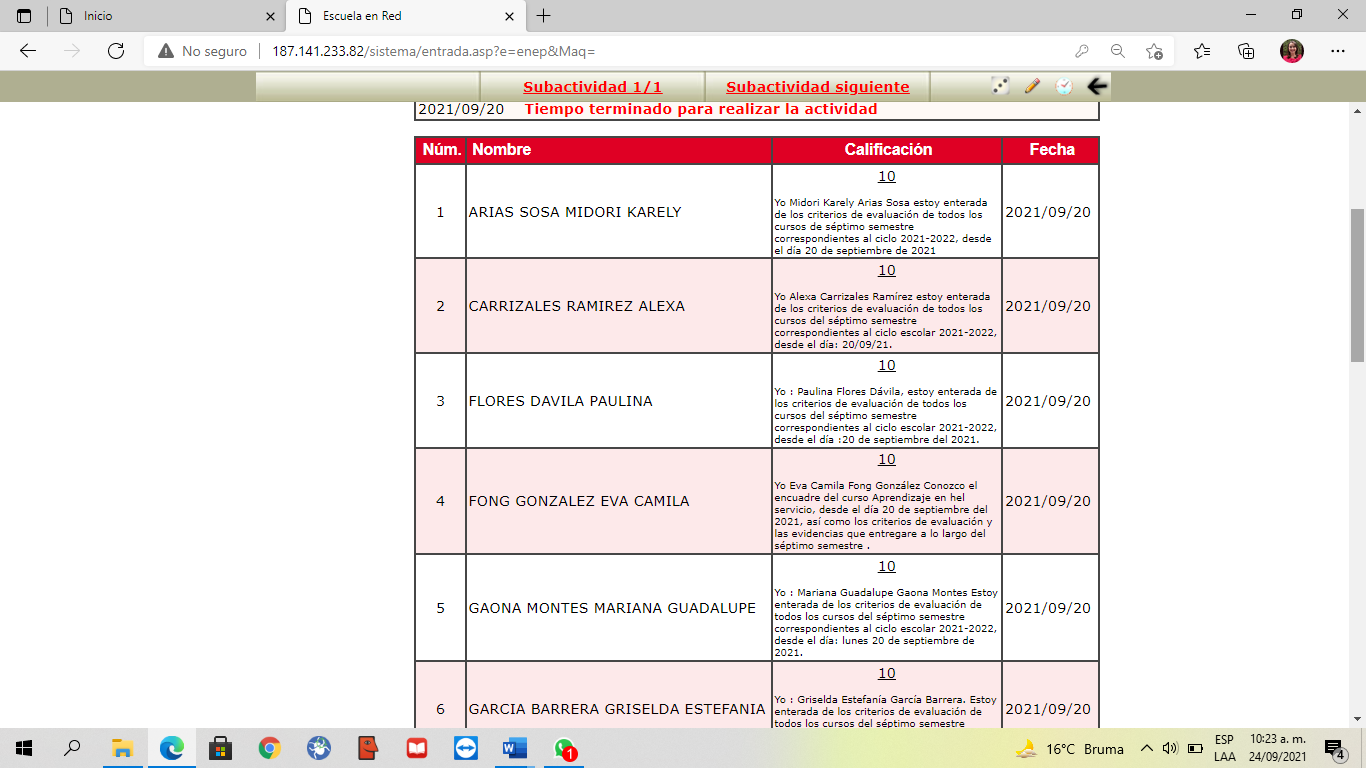 Inicio
Escuela en Red
No seguro
187.141.233.82/sistema/entrada.asp?e=enep&Maq=
Subactividad 1/1
Subactividad siguiente
2021/09/20 Tiempo terminado para realizar la actividad
Núm. Nombre Calificación Fecha
10
1 ARIAS SOSA MIDORI KARELY 2021/09/20
Yo Midori Karely Arias Sosa estoy enterada
de los criterios de evaluación de todos los
cursos de séptimo semestre
correspondientes al ciclo 2021-2022, desde
el día 20 de septiembre de 2021
10
2 CARRIZALES RAMIREZ ALEXA 2021/09/20
Yo Alexa Carrizales Ramírez estoy enterada
de los criterios de evaluación de todos los
cursos del séptimo semestre
correspondientes al ciclo escolar 2021-2022,
desde el día: 20/09/21.
10
3 FLORES DAVILA PAULINA 2021/09/20
Yo : Paulina Flores Dávila, estoy enterada de
los criterios de evaluación de todos los
cursos del séptimo semestre
correspondientes al ciclo escolar 2021-2022,
desde el día :20 de septiembre del 2021.
10
4 FONG GONZALEZ EVA CAMILA 2021/09/20
Yo Eva Camila Fong González Conozco el
encuadre del curso Aprendizaje en hel
servicio, desde el día 20 de septiembre del
2021, así como los criterios de evaluación y
las evidencias que entregare a lo largo del
séptimo semestre .
10
5 GAONA MONTES MARIANA GUADALUPE 2021/09/20
Yo : Mariana Guadalupe Gaona Montes Estoy
enterada de los criterios de evaluación de
todos los cursos del séptimo semestre
correspondientes al ciclo escolar 2021-2022,
desde el día: lunes 20 de septiembre de
2021.
10
6 GARCIA BARRERA GRISELDA ESTEFANIA 2021/09/20
Yo : Griselda Estefanía García Barrera. Estoy
enterada de los criterios de evaluación de
todos los cursos del séptimo semestre
1
16°C Bruma
ESP
LAA
10:23 a. m.
24/09/2021
4